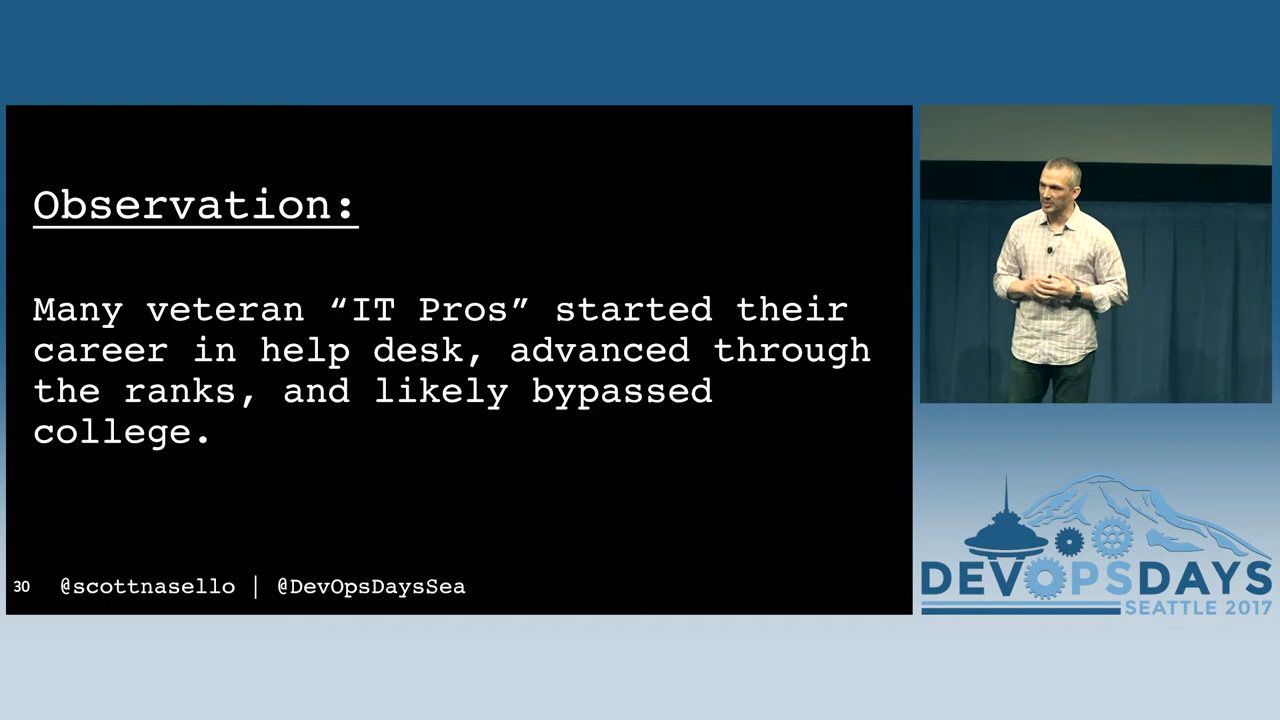 Observation:
Many veteran “IT Pros” started their
career in help desk, advanced through
the ranks, and likely bypassed
college.
30 @scottnasello | @DevOpsDaysSea
DEVOPSDAYS
SEATTLE 2017